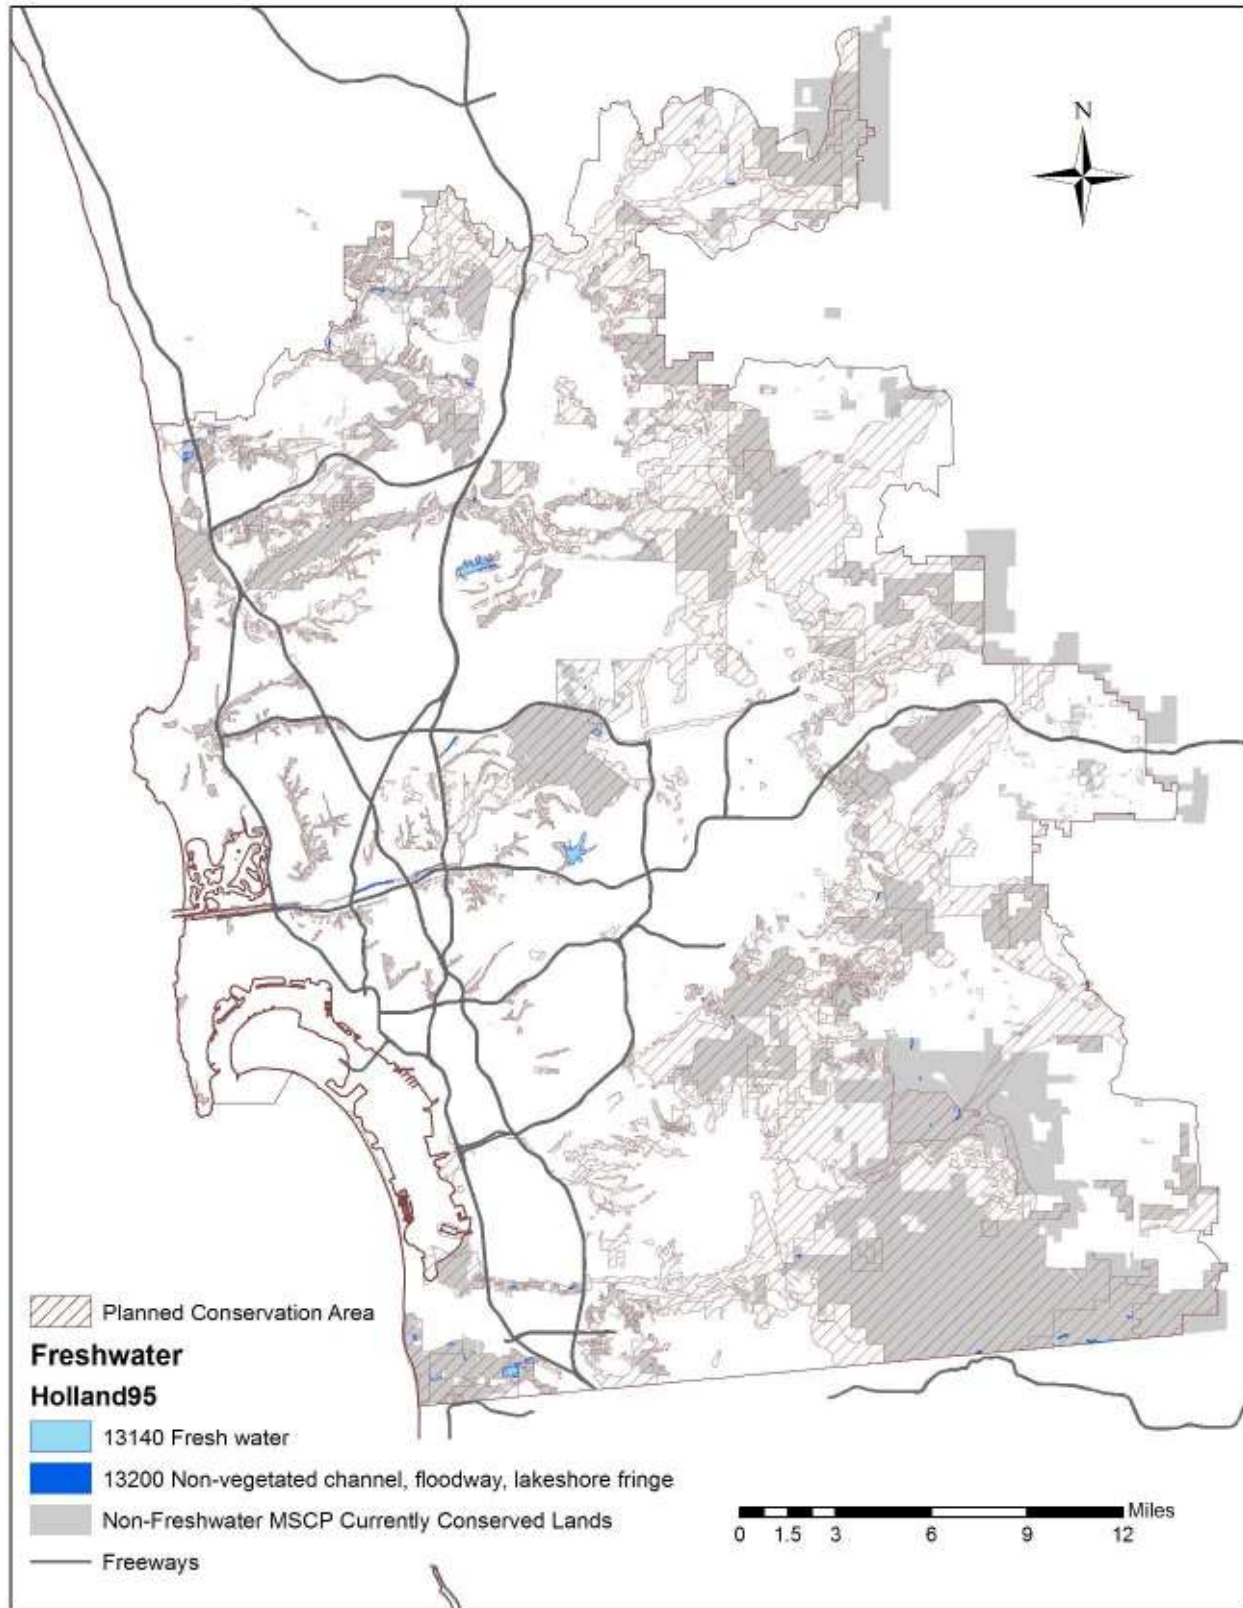 N
Planned Conservation Area
Freshwater
Holland95
13140 Fresh water
13200 Non-vegetated channel, floodway, lakeshore fringe
Non-Freshwater MSCP Currently Conserved Lands
Freeways
Miles
0 1.5 3 6 9 12